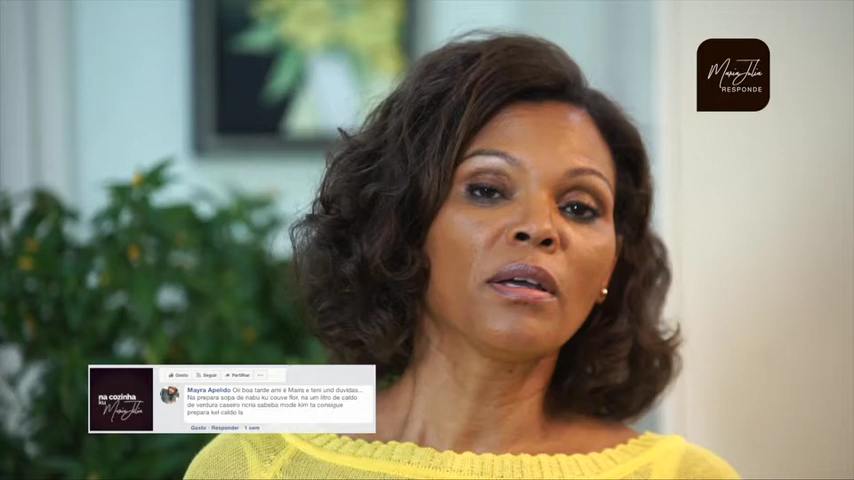 Maria Julia
RESPONDE
Gosto Seguir Partilhar ...
na cozinha
ku
Maria Julia
Mayra Apelido Oii boa tarde ami é Maira e teni und duvidas...
Na prepara sopa de nabu ku couve flor, na um litro de caldo
de verdura caseiro ncria sabeba mode kim ta consigue
prepara kel caldo la
Gosto · Responder · 1 sem